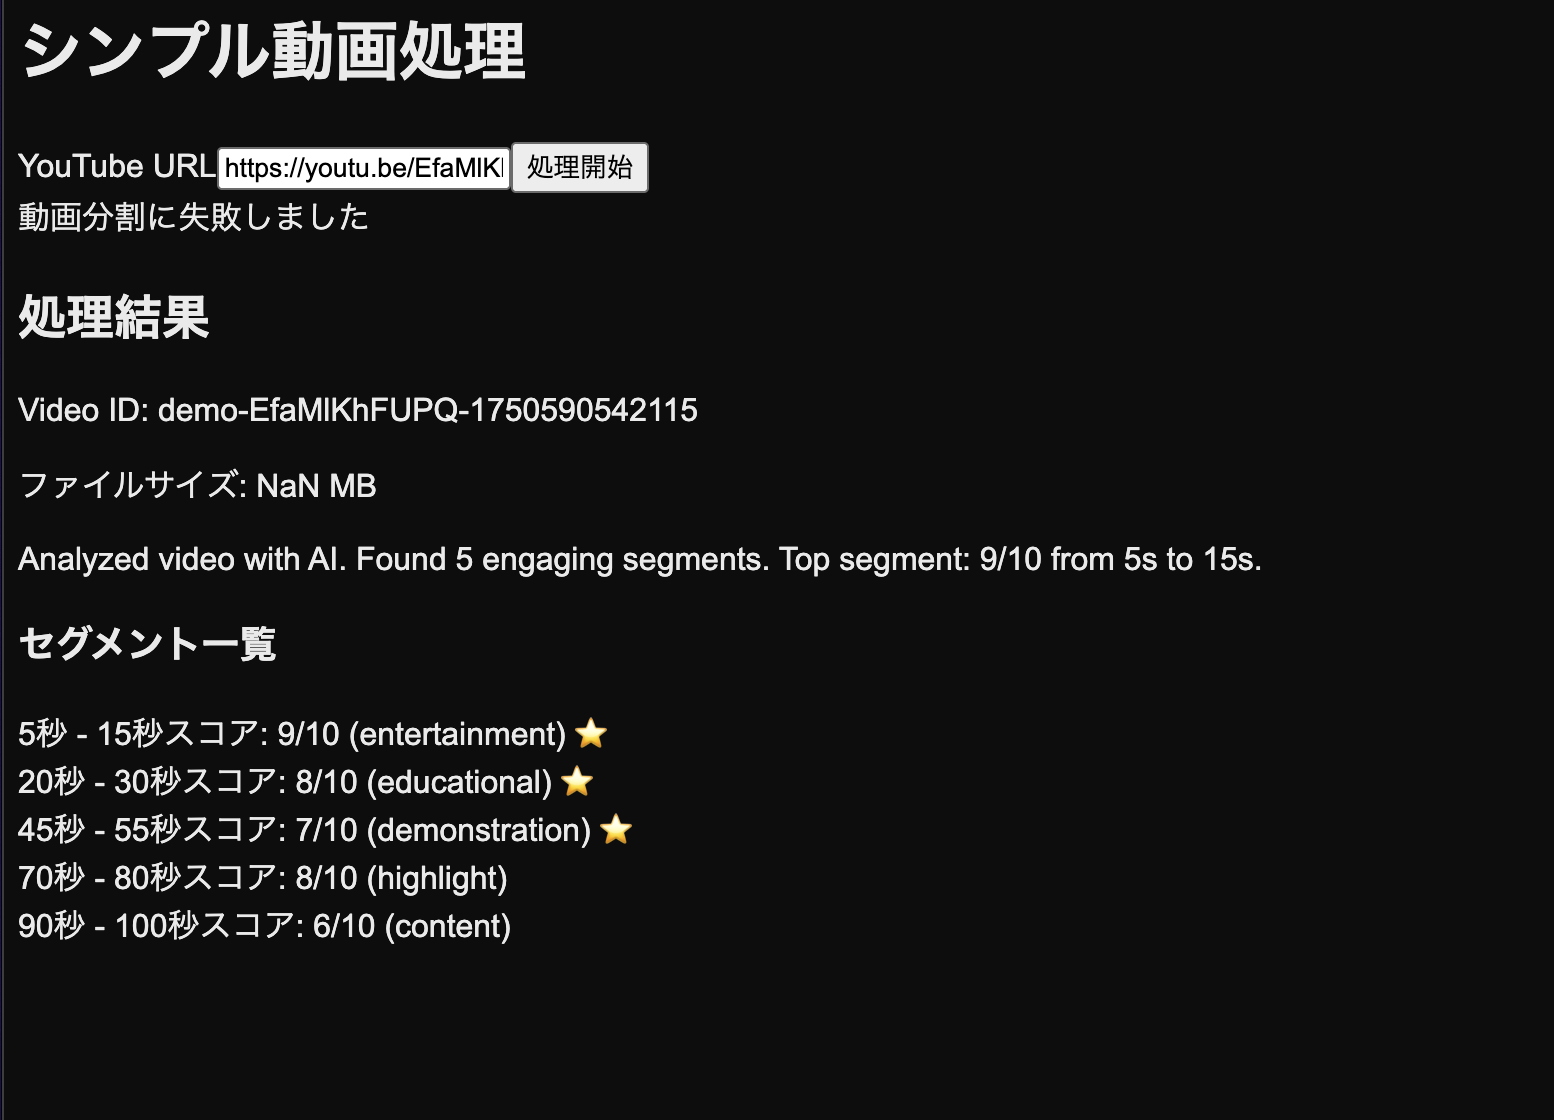 シンプル動画処理
YouTube URL https://youtu.be/EfaMlK 処理開始
動画分割に失敗しました
処理結果
Video ID: demo-EfaMlKhFUPQ-1750590542115
ファイルサイズ: NaN MB
Analyzed video with AI. Found 5 engaging segments. Top segment: 9/10 from 5s to 15s.
セグメント一覧
5秒 - 15秒スコア: 9/10 (entertainment) ⭐
20秒 - 30秒スコア: 8/10 (educational) ⭐
45秒 - 55秒スコア: 7/10 (demonstration) ⭐
70秒 - 80秒スコア: 8/10 (highlight)
90秒 - 100秒スコア: 6/10 (content)